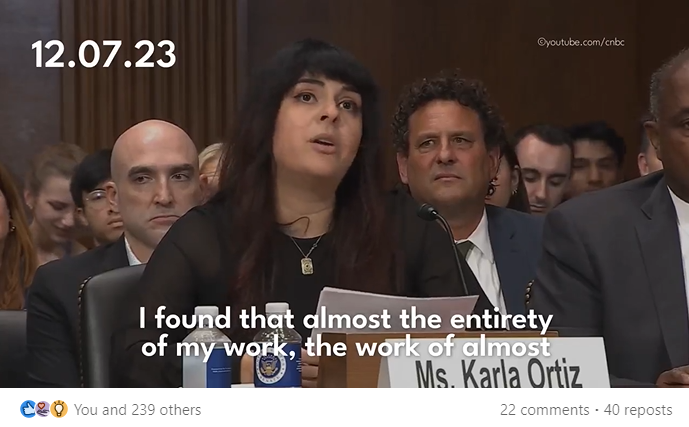 12.07.23
©youtube.com/cnbc
I found that almost the entirety
of my work, the work of almost
Ms. Karla Ortiz
You and 239 others
22 comments • 40 reposts